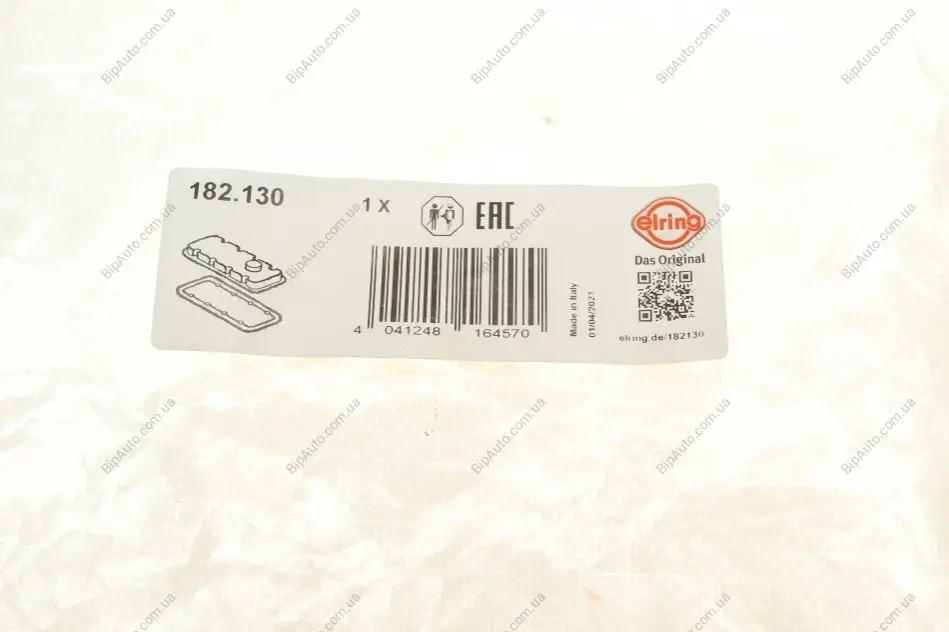 182.130
1 X
EAC
elring
Das Original
4 041248 164570
Made in Italy
01/04/2021
elring.de/182130
BipAuto.com.ua